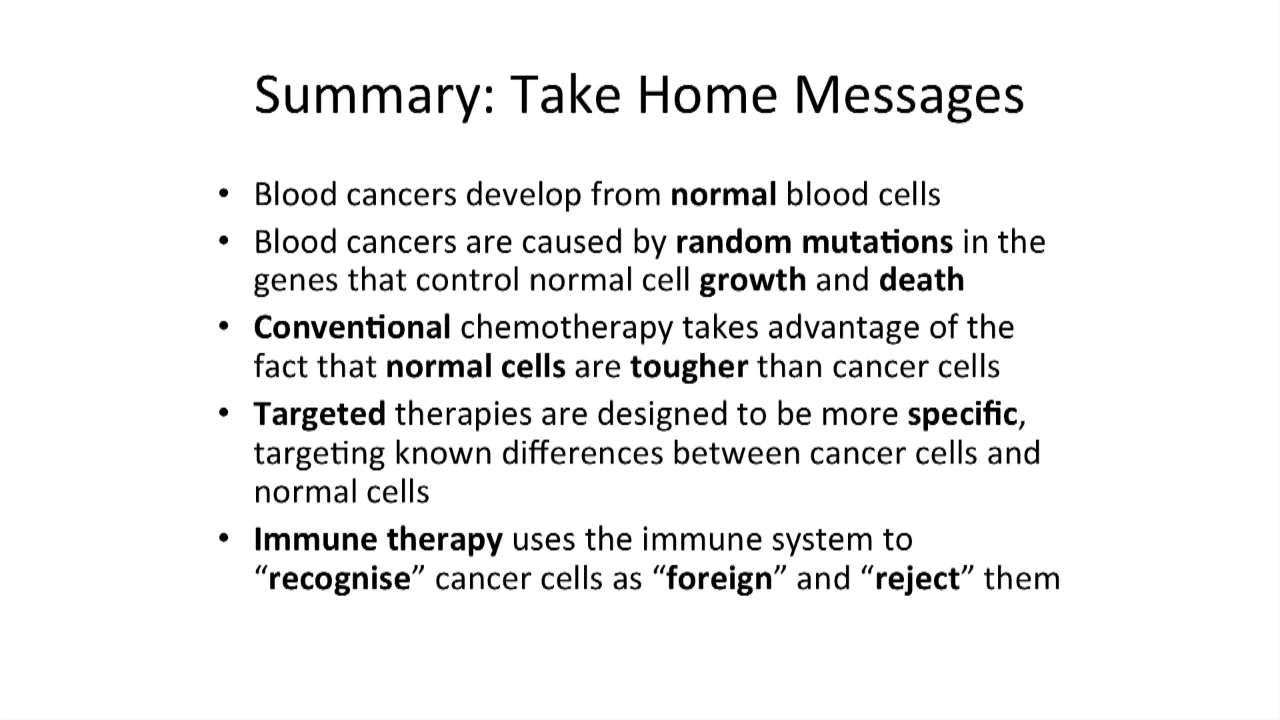 Summary: Take Home Messages
• Blood cancers develop from normal blood cells
• Blood cancers are caused by random mutations in the
genes that control normal cell growth and death
• Conventional chemotherapy takes advantage of the
fact that normal cells are tougher than cancer cells
• Targeted therapies are designed to be more specific,
targeting known differences between cancer cells and
normal cells
• Immune therapy uses the immune system to
“recognise” cancer cells as “foreign” and “reject” them